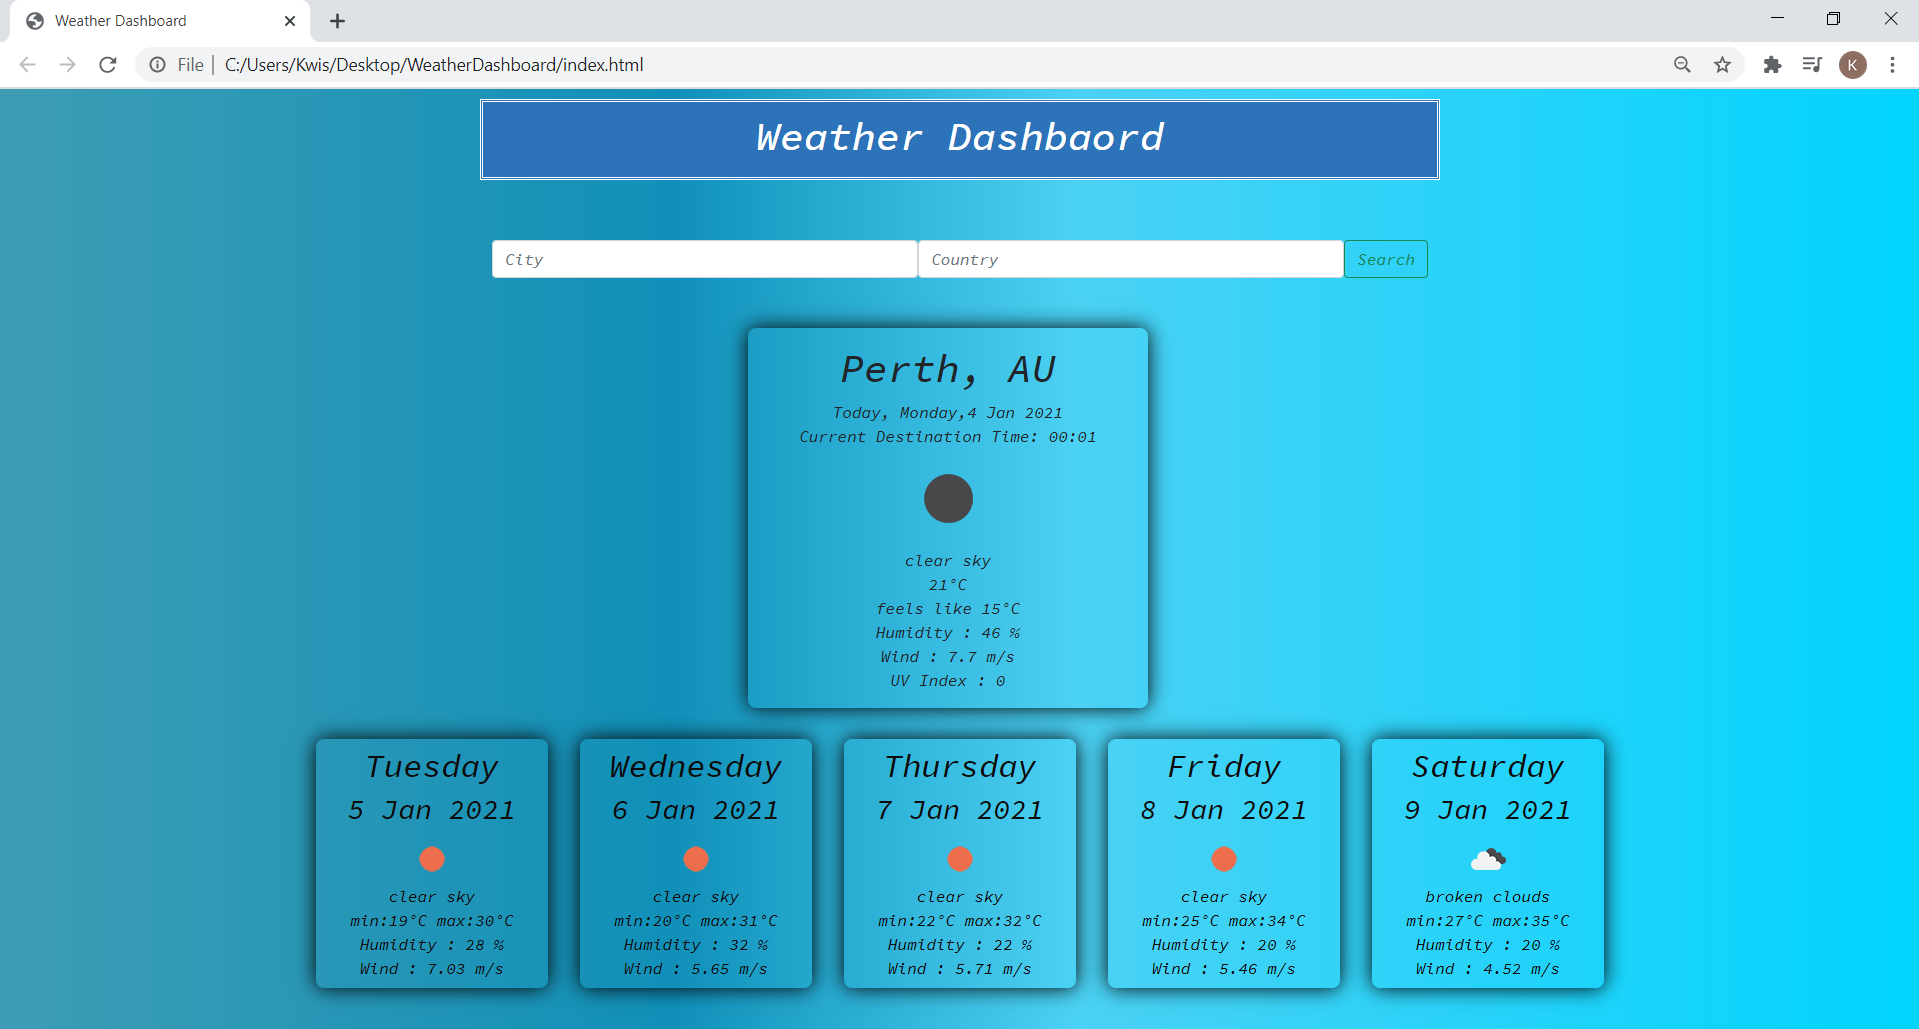 Weather Dashboard
File | C:/Users/Kwis/Desktop/WeatherDashboard/index.html
K
Weather Dashbaord
City Country Search
Perth, AU
Today, Monday,4 Jan 2021
Current Destination Time: 00:01
clear sky
21°C
feels like 15°C
Humidity : 46 %
Wind : 7.7 m/s
UV Index : 0
Tuesday
5 Jan 2021
clear sky
min:19°C max:30°C
Humidity : 28 %
Wind : 7.03 m/s
Wednesday
6 Jan 2021
clear sky
min:20°C max:31°C
Humidity : 32 %
Wind : 5.65 m/s
Thursday
7 Jan 2021
clear sky
min:22°C max:32°C
Humidity : 22 %
Wind : 5.71 m/s
Friday
8 Jan 2021
clear sky
min:25°C max:34°C
Humidity : 20 %
Wind : 5.46 m/s
Saturday
9 Jan 2021
broken clouds
min:27°C max:35°C
Humidity : 20 %
Wind : 4.52 m/s